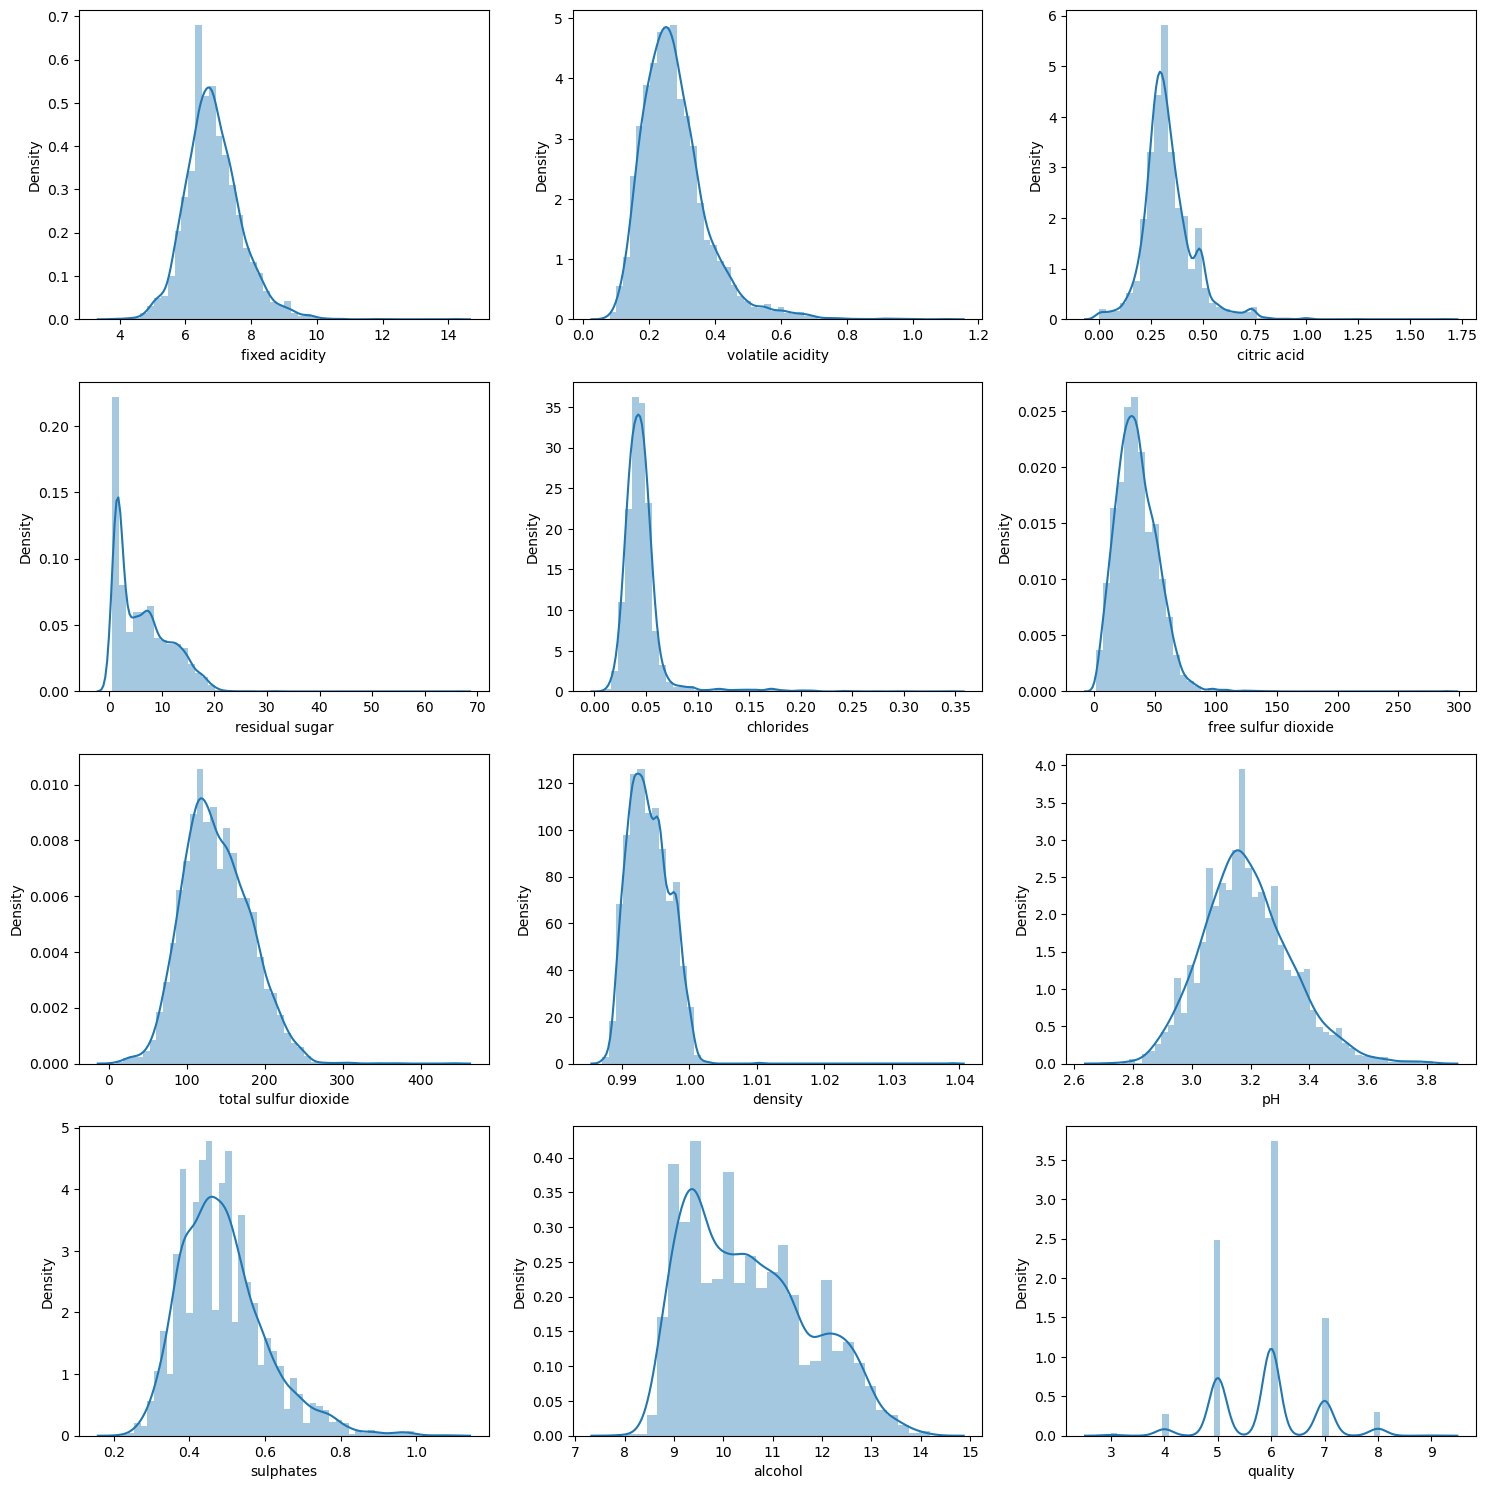 0.7
0.6
0.5
0.4
0.3
0.2
0.1
0.0
Density
4 6 8 10 12 14
fixed acidity
5
4
3
2
1
0
Density
0.0 0.2 0.4 0.6 0.8 1.0 1.2
volatile acidity
6
5
4
3
2
1
0
Density
0.00 0.25 0.50 0.75 1.00 1.25 1.50 1.75
citric acid
0.20
0.15
0.10
0.05
0.00
Density
0 10 20 30 40 50 60 70
residual sugar
35
30
25
20
15
10
5
0
Density
0.00 0.05 0.10 0.15 0.20 0.25 0.30 0.35
chlorides
0.025
0.020
0.015
0.010
0.005
0.000
Density
0 50 100 150 200 250 300
free sulfur dioxide
0.010
0.008
0.006
0.004
0.002
0.000
Density
0 100 200 300 400
total sulfur dioxide
120
100
80
60
40
20
0
Density
0.99 1.00 1.01 1.02 1.03 1.04
density
4.0
3.5
3.0
2.5
2.0
1.5
1.0
0.5
0.0
Density
2.6 2.8 3.0 3.2 3.4 3.6 3.8
pH
5
4
3
2
1
0
Density
0.2 0.4 0.6 0.8 1.0
sulphates
0.40
0.35
0.30
0.25
0.20
0.15
0.10
0.05
0.00
Density
7 8 9 10 11 12 13 14 15
alcohol
3.5
3.0
2.5
2.0
1.5
1.0
0.5
0.0
Density
3 4 5 6 7 8 9
quality